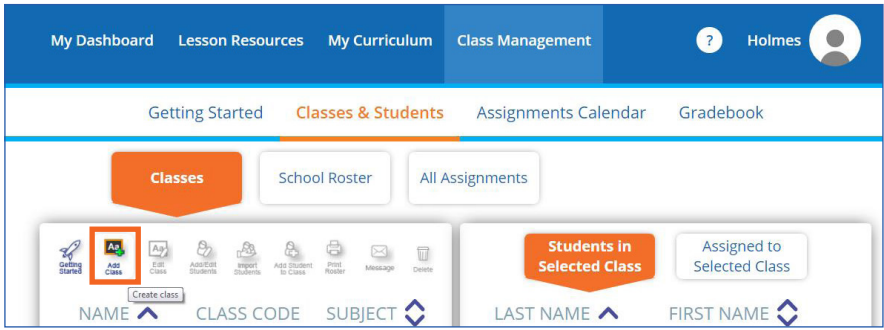 My Dashboard Lesson Resources My Curriculum Class Management ? Holmes
Getting Started Classes & Students Assignments Calendar Gradebook
Classes School Roster All Assignments
Getting Started
Aa Add Class
Aa Edit Class
Add/Edit Students
Import Students
Add Student to Class
Print Roster
Message
Delete
Create class
NAME CLASS CODE SUBJECT
Students in Selected Class
Assigned to Selected Class
LAST NAME FIRST NAME